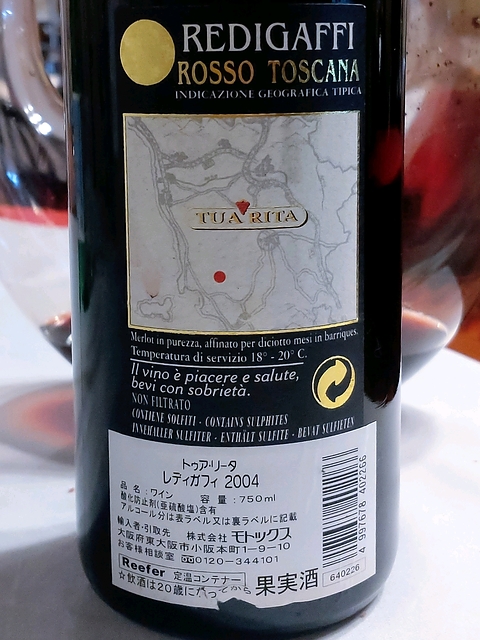 REDIGAFFI
ROSSO TOSCANA
INDICAZIONE GEOGRAFICA TIPICA
TUA RITA
Merlot in purezza, affinato per diciotto mesi in barriques.
Temperatura di servizio 18° - 20° C.
Il vino è piacere e salute,
bevi con sobrietà.
NON FILTRATO
CONTIENE SOLFITI - CONTAINS SULPHITES
INNEHALLER SULFITER - ENTHÄLT SULFITE - BEVAT SULFIETEN
トゥア・リータ
レディガフィ 2004
品名:ワイン 容量:750ml
酸化防止剤(亜硫酸塩)含有
アルコール分は表ラベル又は裏ラベルに記載
輸入者・引取先 株式会社 モトックス
大阪府東大阪市小阪本町1-9-10
お客様相談室 0120-344101
Reefer 定温コンテナー 果実酒
☆飲酒は20歳になってから
4 997678 402266
640226